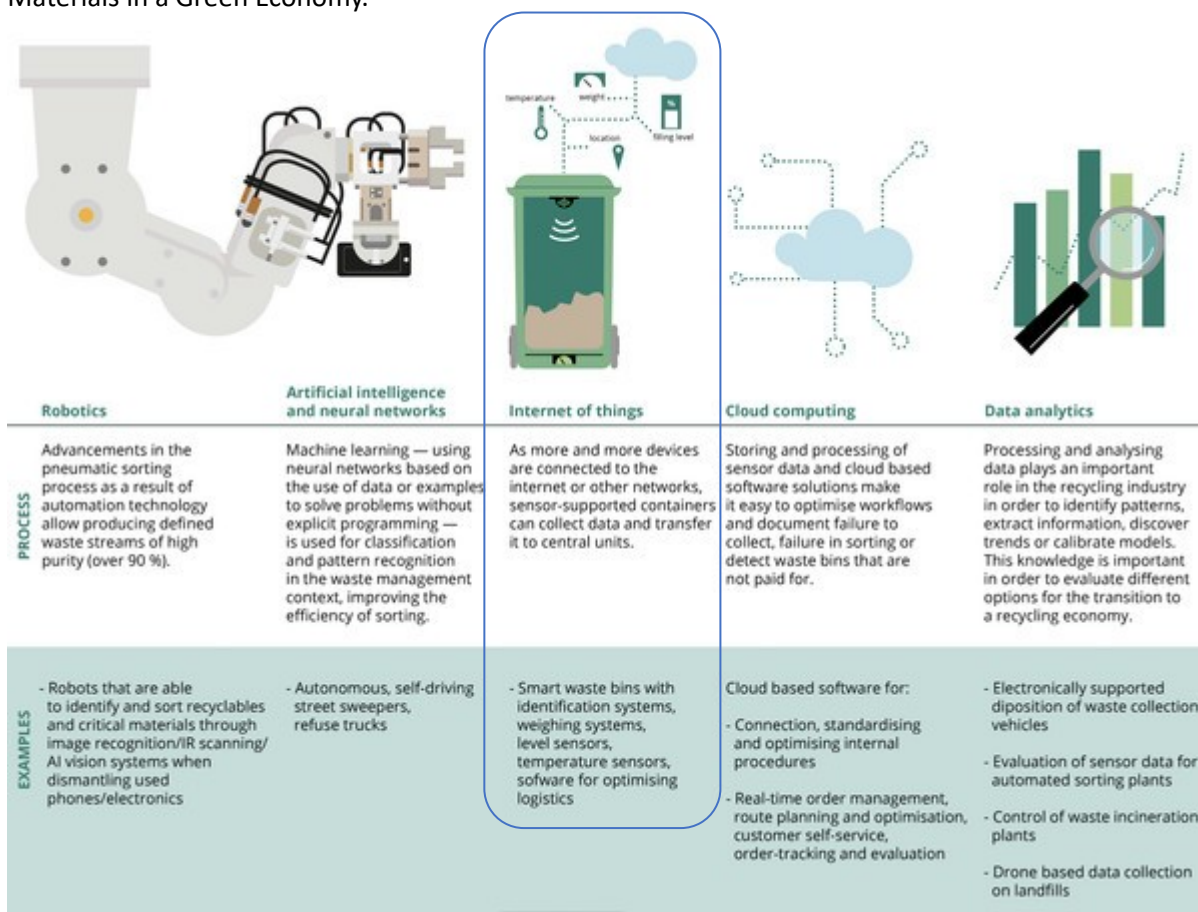 Materials in a Green Economy.
temperature
weight
%
location
filling level
Robotics
Artificial intelligence
and neural networks
Internet of things
Cloud computing
Data analytics
PROCESS
Advancements in the
pneumatic sorting
process as a result of
automation technology
allow producing defined
waste streams of high
purity (over 90 %).
Machine learning — using
neural networks based on
the use of data or examples
to solve problems without
explicit programming —
is used for classification
and pattern recognition
in the waste management
context, improving the
efficiency of sorting.
As more and more devices
are connected to the
internet or other networks,
sensor-supported containers
can collect data and transfer
it to central units.
Storing and processing of
sensor data and cloud based
software solutions make
it easy to optimise workflows
and document failure to
collect, failure in sorting or
detect waste bins that are
not paid for.
Processing and analysing
data plays an important
role in the recycling industry
in order to identify patterns,
extract information, discover
trends or calibrate models.
This knowledge is important
in order to evaluate different
options for the transition to
a recycling economy.
EXAMPLES
- Robots that are able
to identify and sort recyclables
and critical materials through
image recognition/IR scanning/
AI vision systems when
dismantling used
phones/electronics
- Autonomous, self-driving
street sweepers,
refuse trucks
- Smart waste bins with
identification systems,
weighing systems,
level sensors,
temperature sensors,
sofware for optimising
logistics
Cloud based software for:
- Connection, standardising
and optimising internal
procedures
- Real-time order management,
route planning and optimisation,
customer self-service,
order-tracking and evaluation
- Electronically supported
diposition of waste collection
vehicles
- Evaluation of sensor data for
automated sorting plants
- Control of waste incineration
plants
- Drone based data collection
on landfills